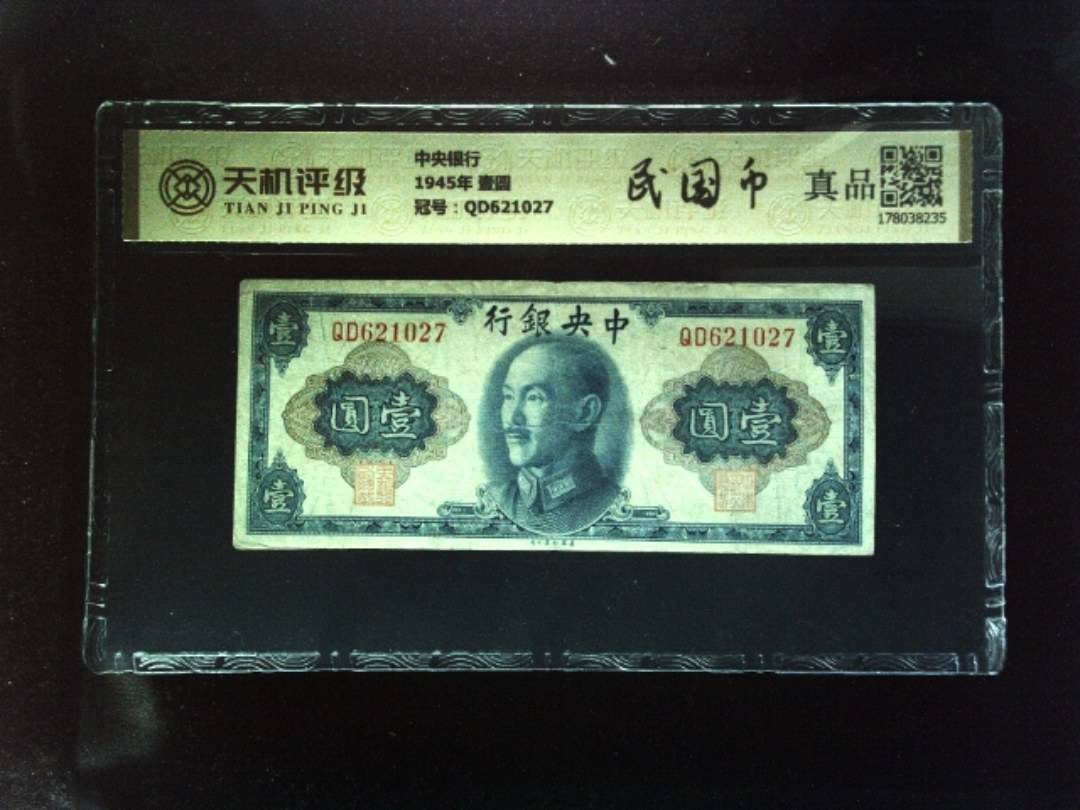 天机评级
TIAN JI PING JI
中央银行
1945年 壹圆
冠号：QD621027
民国币
真品
178038235
行銀央中
壹
QD621027
QD621027
壹
圓壹
圓壹
壹
壹